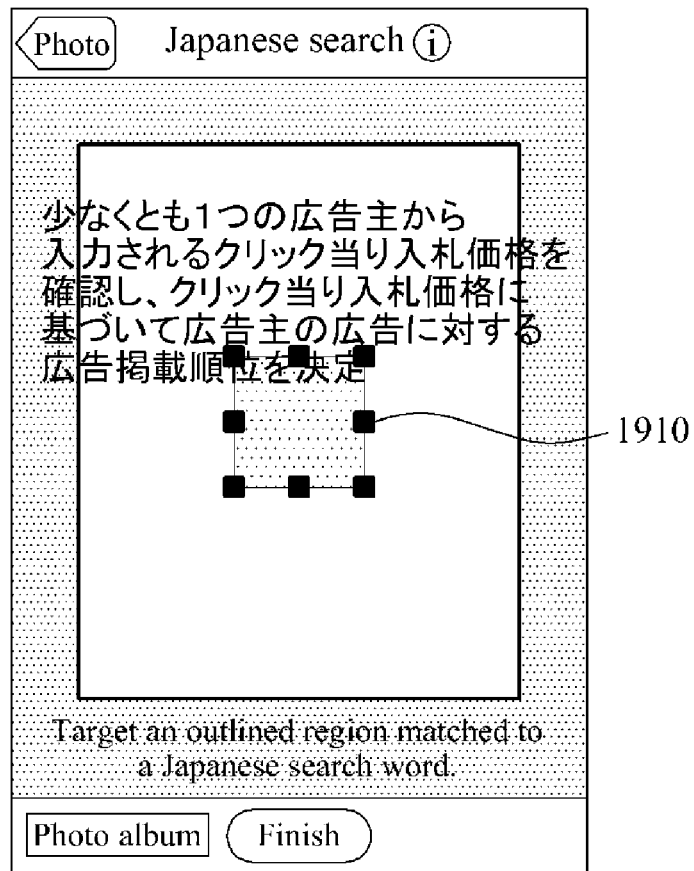 Photo Japanese search i
少なくとも1つの広告主から
入力されるクリック当り入札価格を
確認し、クリック当り入札価格に
基づいて広告主の広告に対する
広告掲載順位を決定
1910
Target an outlined region matched to
a Japanese search word.
Photo album Finish